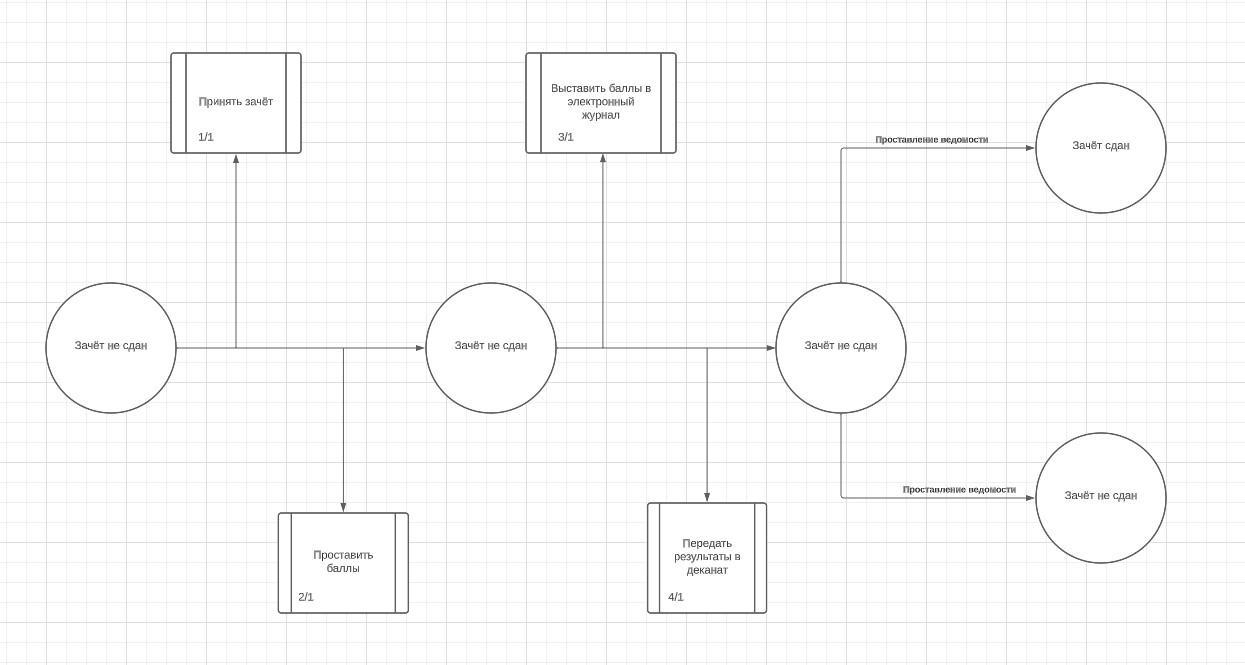 Принять зачёт
1/1
Выставить баллы в
электронный
журнал
3/1
Проставление ведомости
Зачёт сдан
Зачёт не сдан
Зачёт не сдан
Зачёт не сдан
Проставление ведомости
Зачёт не сдан
Проставить
баллы
2/1
Передать
результаты в
деканат
4/1